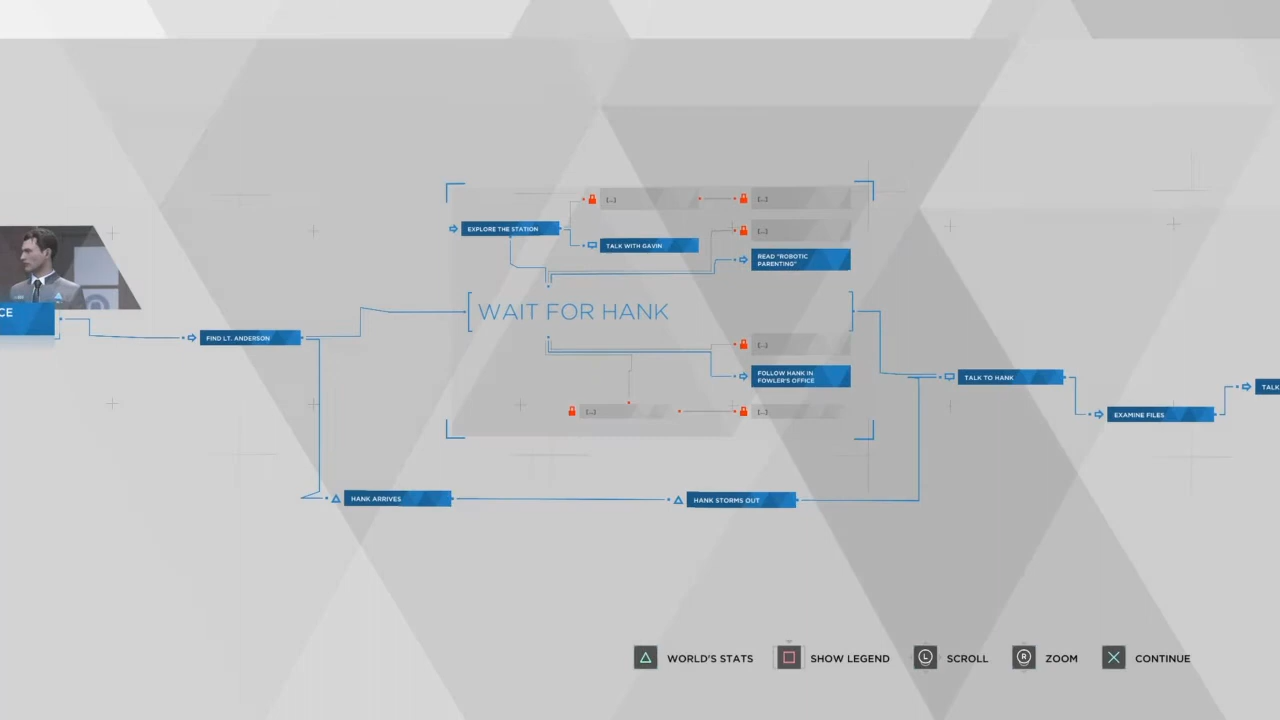 [...]
[...]
EXPLORE THE STATION
[...]
TALK WITH GAVIN
READ "ROBOTIC
PARENTING"
CE
WAIT FOR HANK
FIND LT. ANDERSON
[...]
FOLLOW HANK IN
FOWLER'S OFFICE
TALK TO HANK
TALK
[...]
[...]
EXAMINE FILES
HANK ARRIVES
HANK STORMS OUT
WORLD'S STATS
SHOW LEGEND
L
SCROLL
R
ZOOM
CONTINUE